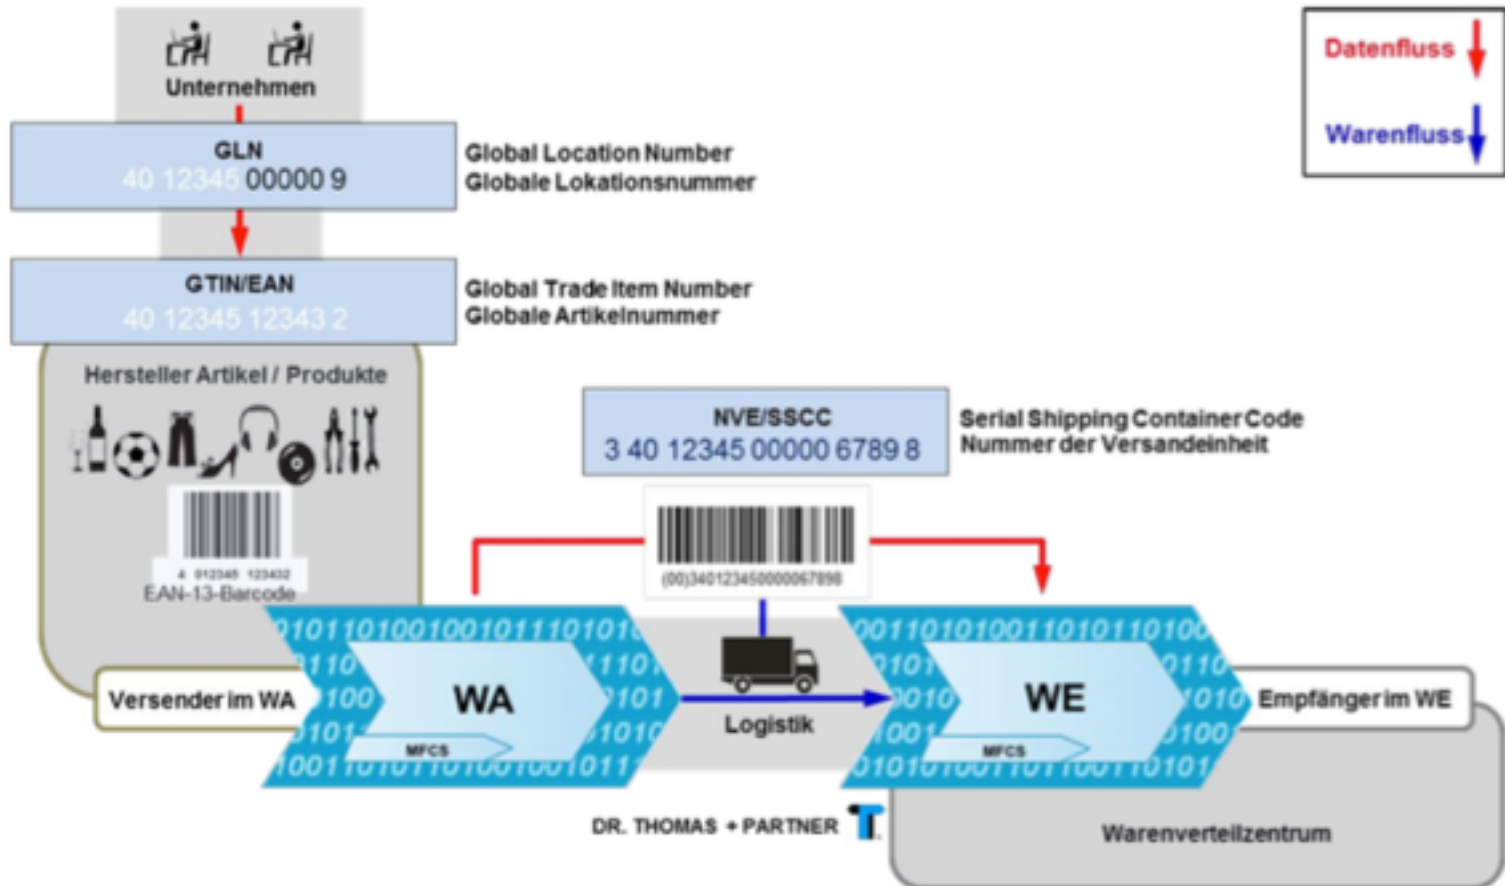 Unternehmen
GLN
40 12345 00000 9
Global Location Number
Globale Lokationsnummer
GTIN/EAN
40 12345 12343 2
Global Trade Item Number
Globale Artikelnummer
Datenfluss
Warenfluss
Hersteller Artikel / Produkte
4 012345 123432
EAN-13-Barcode
NVE/SSCC
3 40 12345 00000 6789 8
Serial Shipping Container Code
Nummer der Versandeinheit
(00)340123450000067898
Versender im WA
WA
MFCS
Logistik
WE
MFCS
Empfänger im WE
DR. THOMAS + PARTNER
Warenverteilzentrum